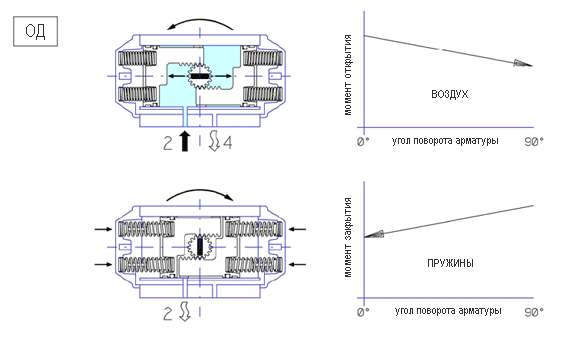 ОД
2
4
момент открытия
ВОЗДУХ
0° угол поворота арматуры 90°
2
момент закрытия
ПРУЖИНЫ
0° угол поворота арматуры 90°